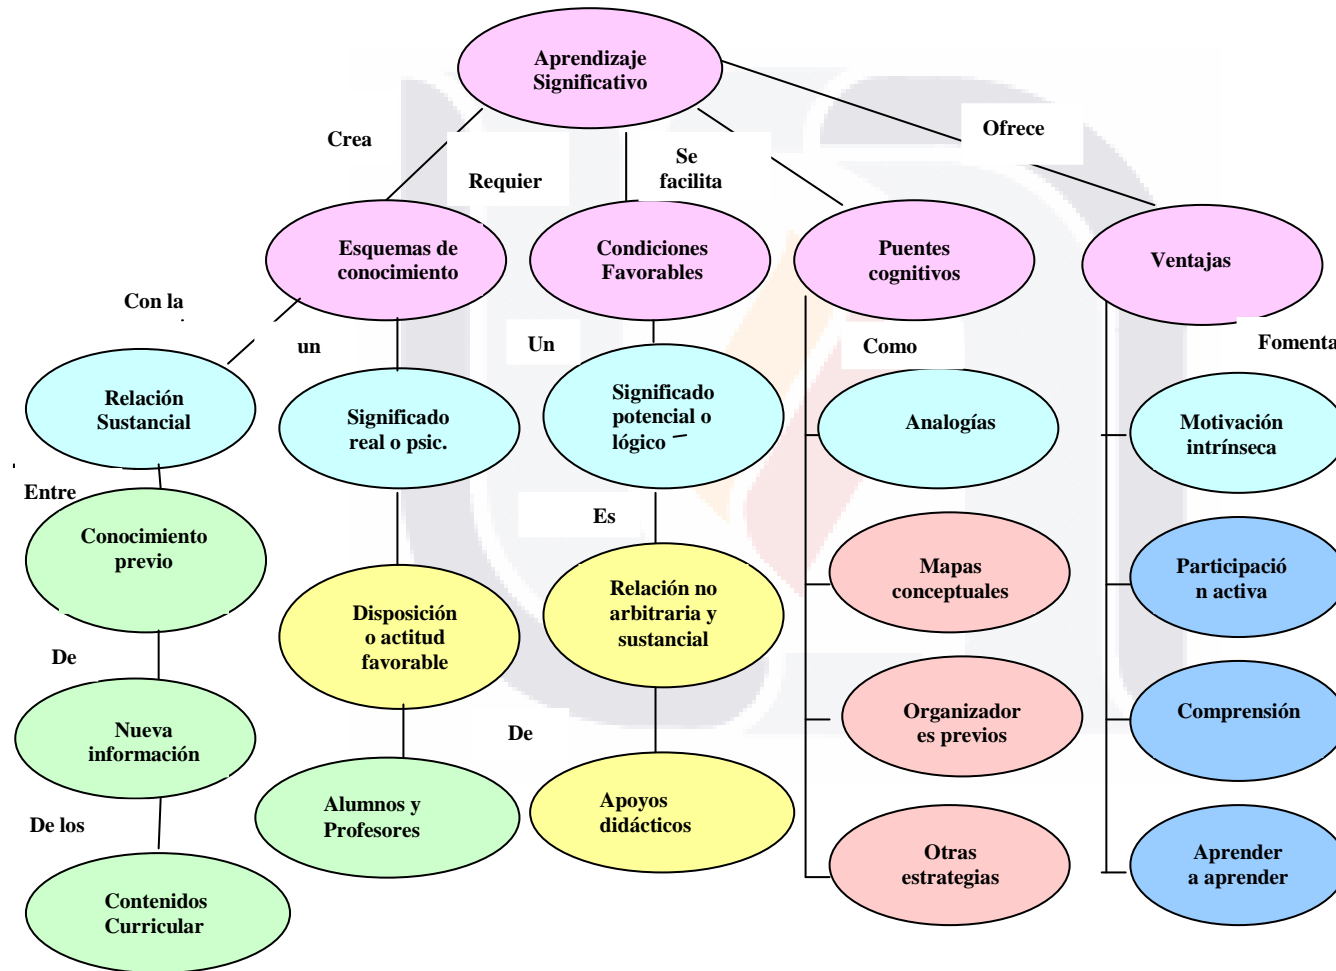 Aprendizaje
Significativo
Crea
Requier
Se
facilita
Ofrece
Esquemas de
conocimiento
Condiciones
Favorables
Puentes
cognitivos
Ventajas
Con la
un
Un
Como
Fomenta
Relación
Sustancial
Significado
real o psic.
Significado
potencial o
lógico
Analogías
Motivación
intrínseca
Entre
Es
Conocimiento
previo
Disposición
o actitud
favorable
Relación no
arbitraria y
sustancial
Mapas
conceptuales
Participació
n activa
De
De
Nueva
información
Organizador
es previos
Comprensión
De los
Alumnos y
Profesores
Apoyos
didácticos
Otras
estrategias
Aprender
a aprender
Contenidos
Curricular